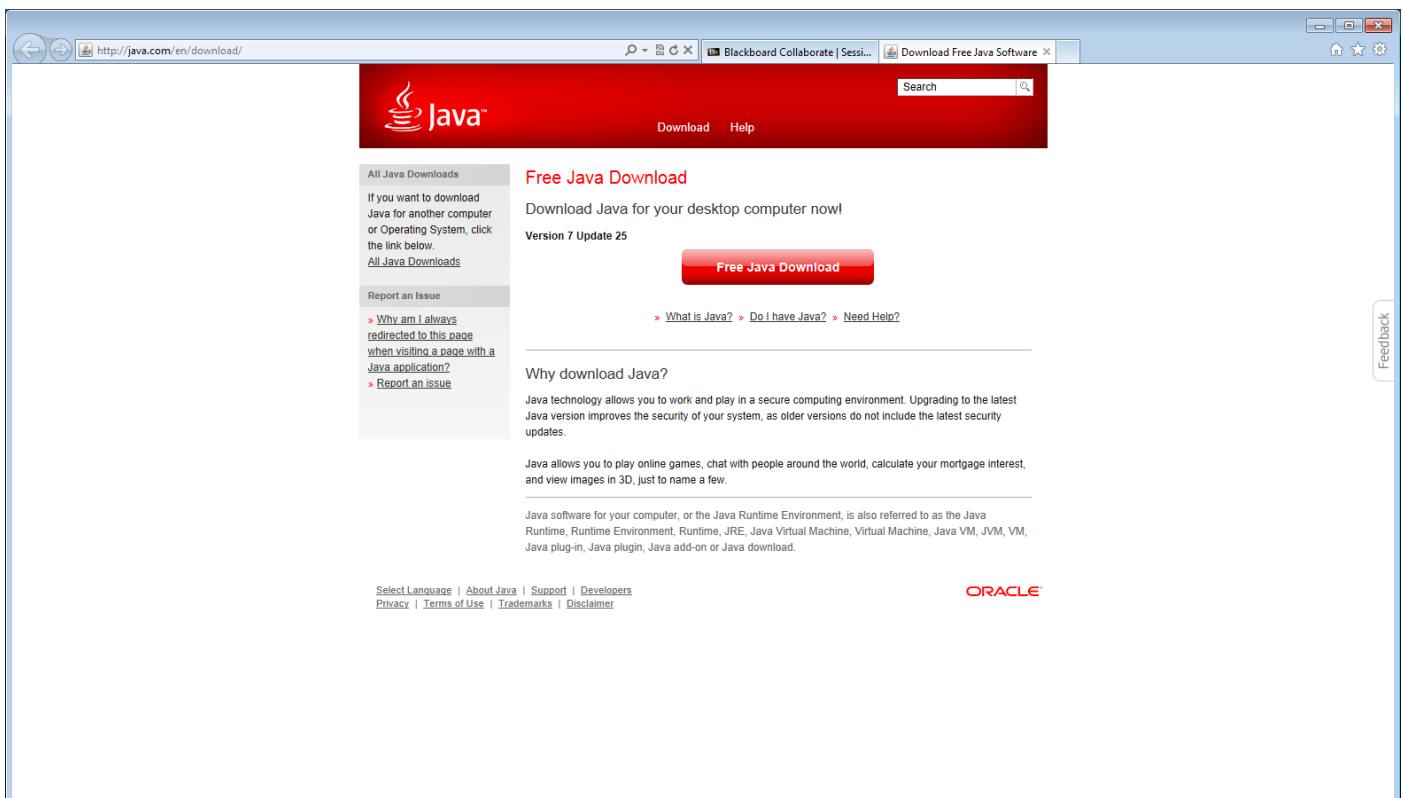 http://java.com/en/download/
Blackboard Collaborate | Sessi...
Download Free Java Software
Java™
Search
Download Help
All Java Downloads
If you want to download
Java for another computer
or Operating System, click
the link below.
All Java Downloads
Report an Issue
» Why am I always
redirected to this page
when visiting a page with a
Java application?
» Report an issue
Free Java Download
Download Java for your desktop computer now!
Version 7 Update 25
Free Java Download
» What is Java? » Do I have Java? » Need Help?
Why download Java?
Java technology allows you to work and play in a secure computing environment. Upgrading to the latest
Java version improves the security of your system, as older versions do not include the latest security
updates.
Java allows you to play online games, chat with people around the world, calculate your mortgage interest,
and view images in 3D, just to name a few.
Java software for your computer, or the Java Runtime Environment, is also referred to as the Java
Runtime, Runtime Environment, Runtime, JRE, Java Virtual Machine, Virtual Machine, Java VM, JVM, VM,
Java plug-in, Java plugin, Java add-on or Java download.
Select Language | About Java | Support | Developers
Privacy | Terms of Use | Trademarks | Disclaimer
ORACLE
Feedback